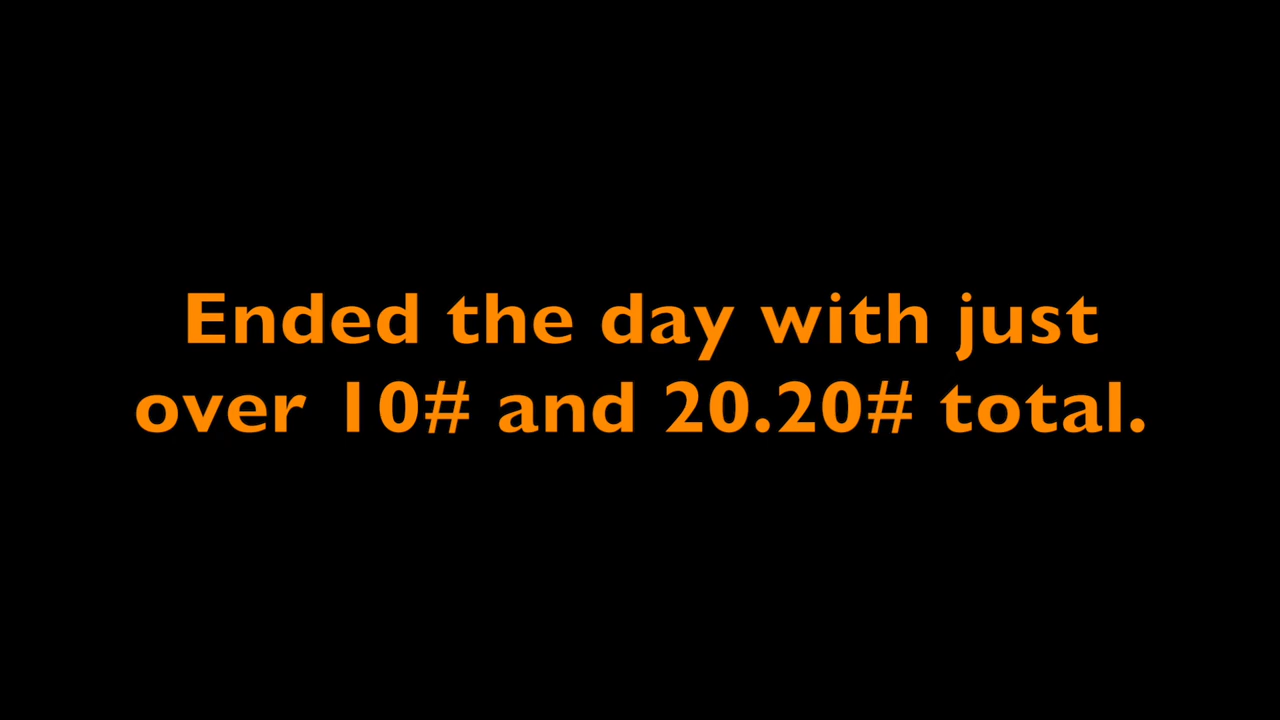 Ended the day with just
over 10# and 20.20# total.